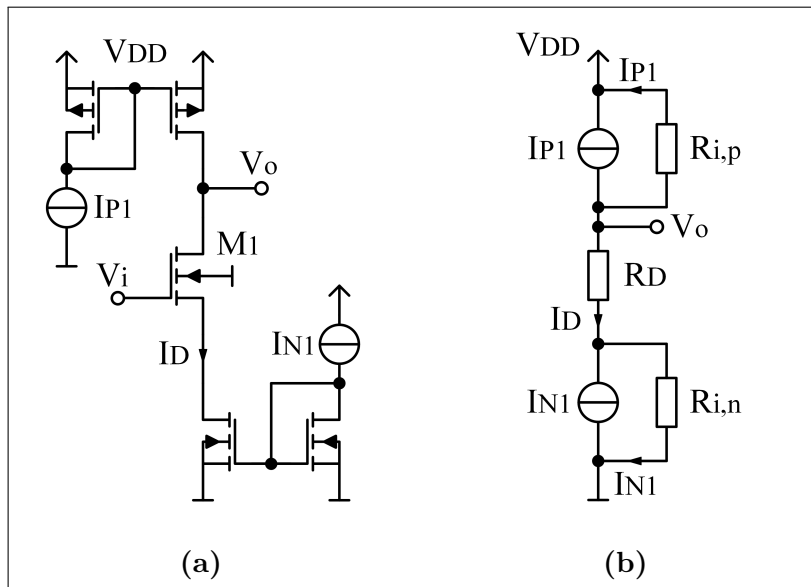 VDD
Vo
IP1
M1
Vi
ID
IN1
(a)
VDD
IP1
IP1
Ri,p
Vo
RD
ID
IN1
Ri,n
IN1
(b)